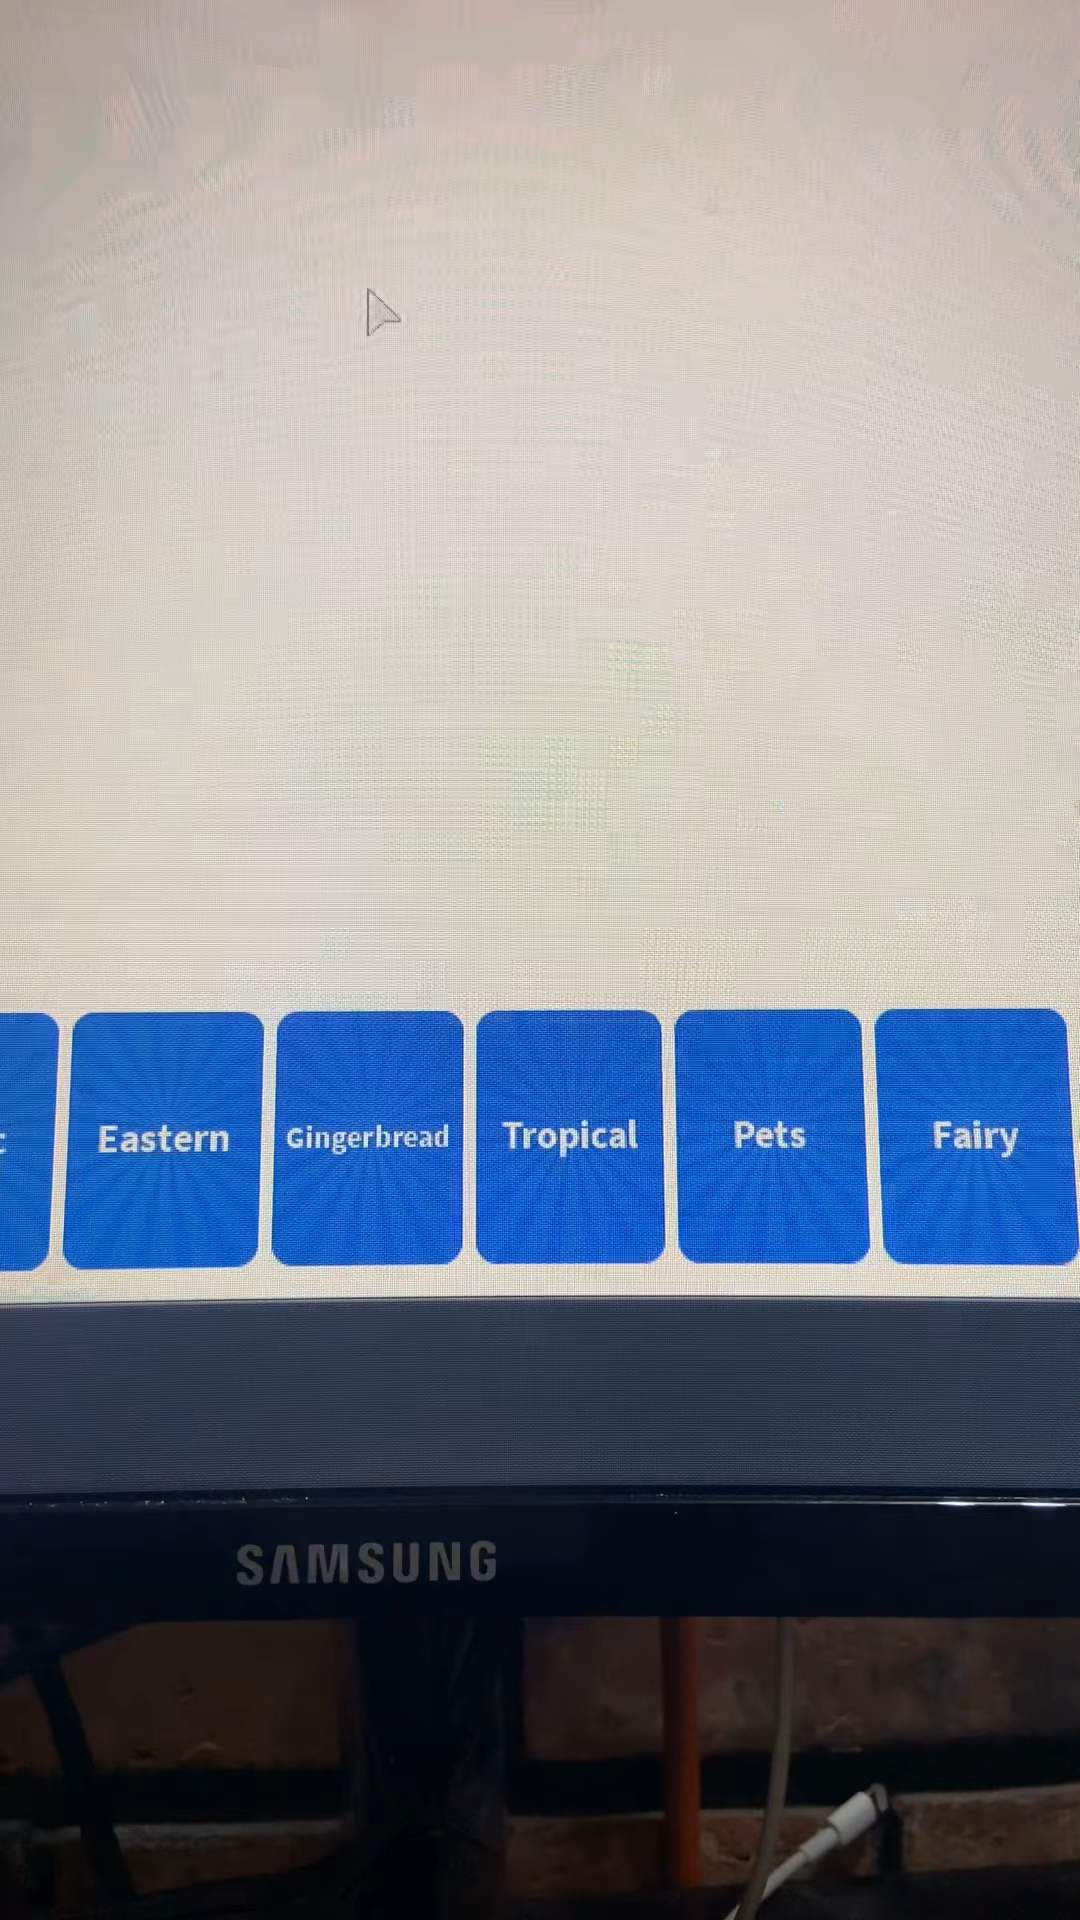 Eastern
Gingerbread
Tropical
Pets
Fairy
SAMSUNG